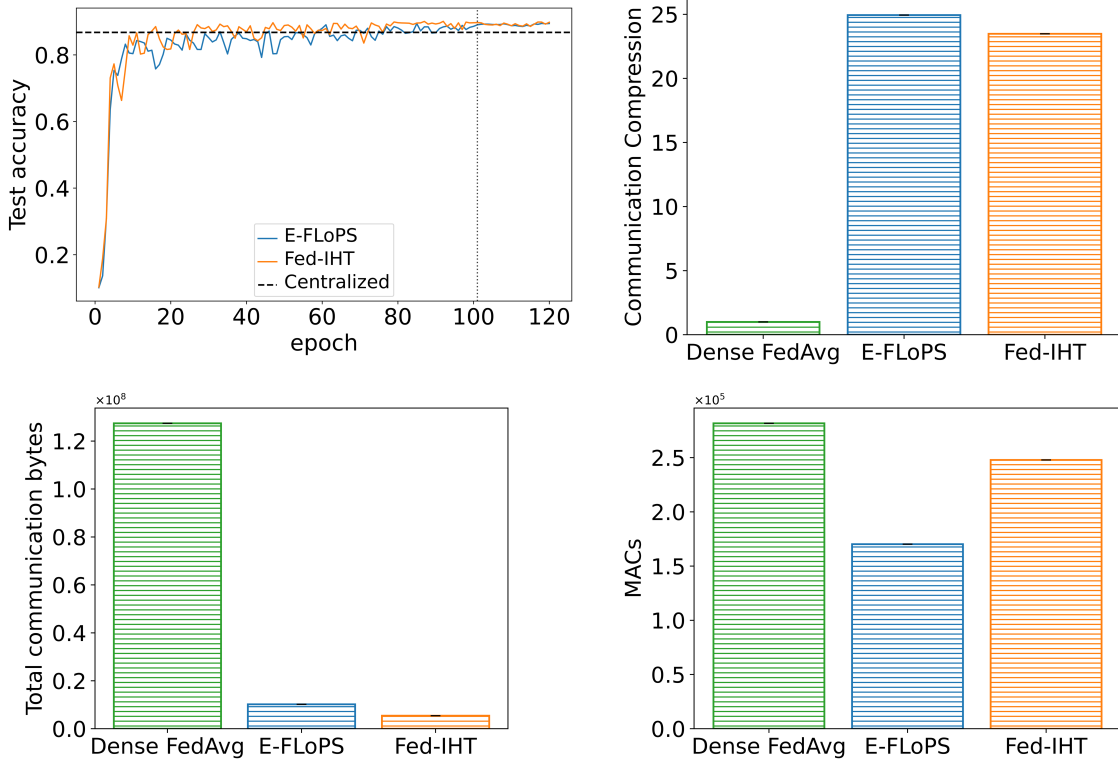 Test accuracy
0.8
0.6
0.4
0.2
E-FLoPS
Fed-IHT
Centralized
0 20 40 60 80 100 120
epoch
Communication Compression
25
20
15
10
5
0
Dense FedAvg E-FLoPS Fed-IHT
×10⁸
Total communication bytes
1.2
1.0
0.8
0.6
0.4
0.2
0.0
Dense FedAvg E-FLoPS Fed-IHT
×10⁵
MACs
2.5
2.0
1.5
1.0
0.5
0.0
Dense FedAvg E-FLoPS Fed-IHT